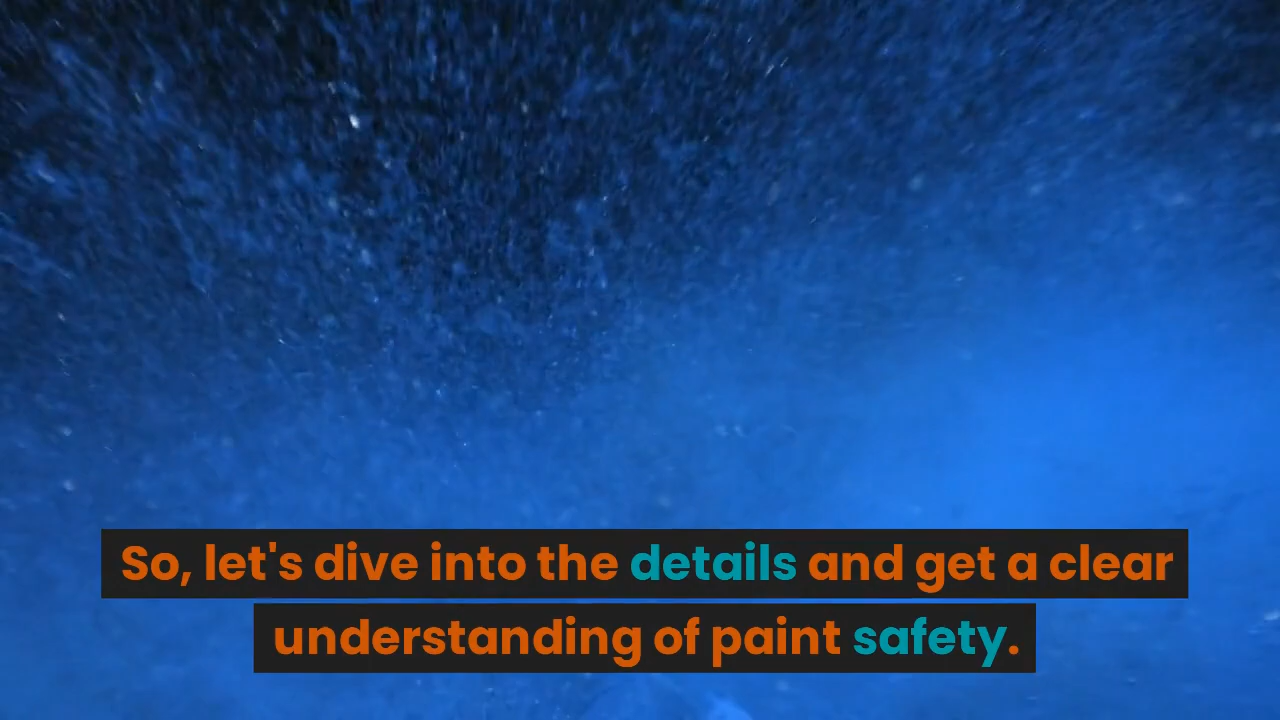 So, let's dive into the details and get a clear
understanding of paint safety.